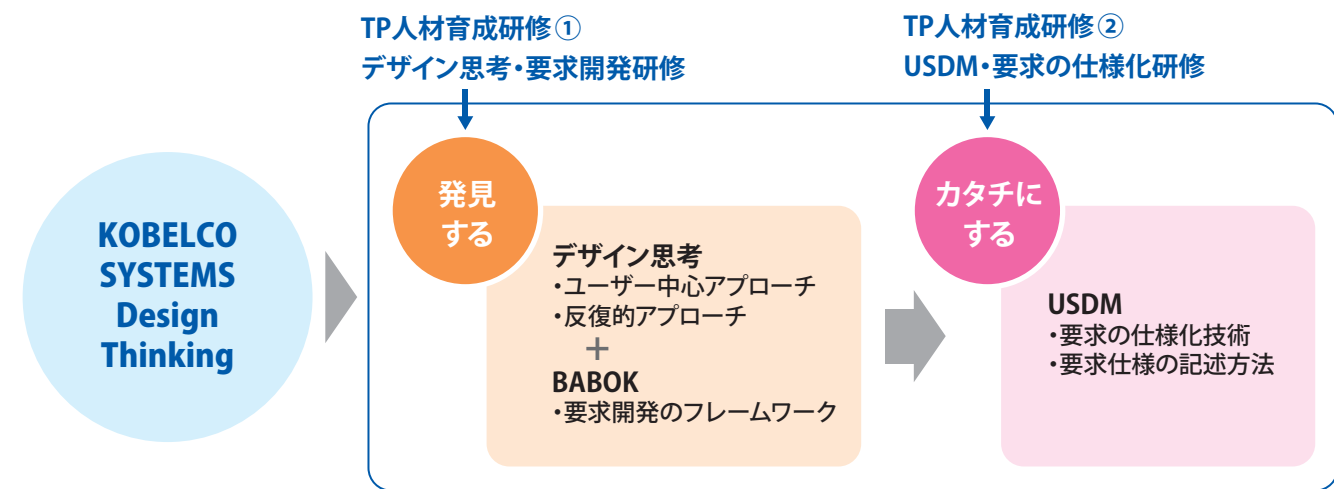 TP人材育成研修①
デザイン思考・要求開発研修
TP人材育成研修②
USDM・要求の仕様化研修
KOBELCO
SYSTEMS
Design
Thinking
発見
する
デザイン思考
・ユーザー中心アプローチ
・反復的アプローチ
＋
BABOK
・要求開発のフレームワーク
カタチに
する
USDM
・要求の仕様化技術
・要求仕様の記述方法